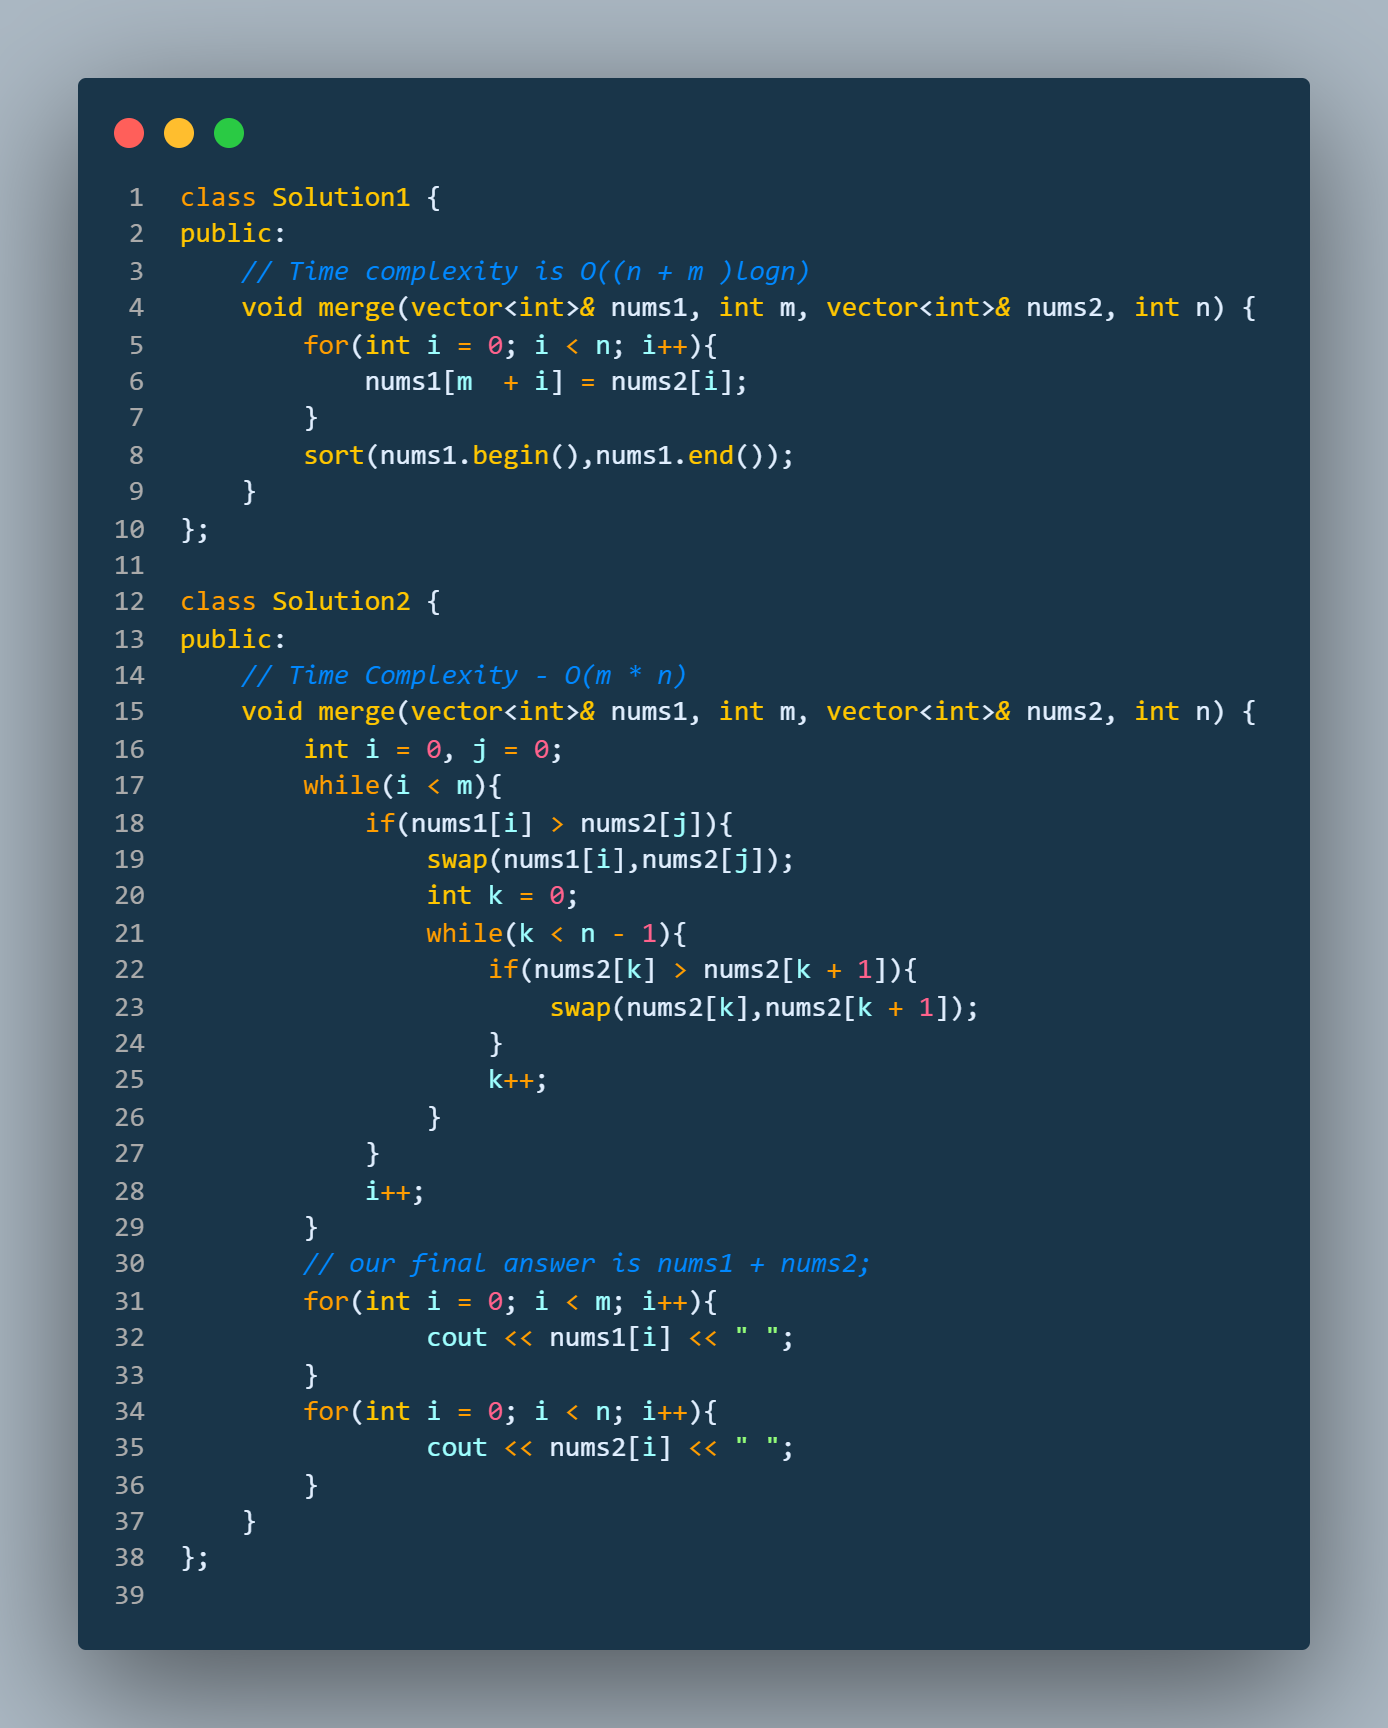 1 class Solution1 {
2 public:
3     // Time complexity is O((n + m )logn)
4     void merge(vector<int>& nums1, int m, vector<int>& nums2, int n) {
5         for(int i = 0; i < n; i++){
6             nums1[m  + i] = nums2[i];
7         }
8         sort(nums1.begin(),nums1.end());
9     }
10 };
11
12 class Solution2 {
13 public:
14     // Time Complexity - O(m * n)
15     void merge(vector<int>& nums1, int m, vector<int>& nums2, int n) {
16         int i = 0, j = 0;
17         while(i < m){
18             if(nums1[i] > nums2[j]){
19                 swap(nums1[i],nums2[j]);
20                 int k = 0;
21                 while(k < n - 1){
22                     if(nums2[k] > nums2[k + 1]){
23                         swap(nums2[k],nums2[k + 1]);
24                     }
25                     k++;
26                 }
27             }
28             i++;
29         }
30         // our final answer is nums1 + nums2;
31         for(int i = 0; i < m; i++){
32                 cout << nums1[i] << " ";
33         }
34         for(int i = 0; i < n; i++){
35                 cout << nums2[i] << " ";
36         }
37     }
38 };
39